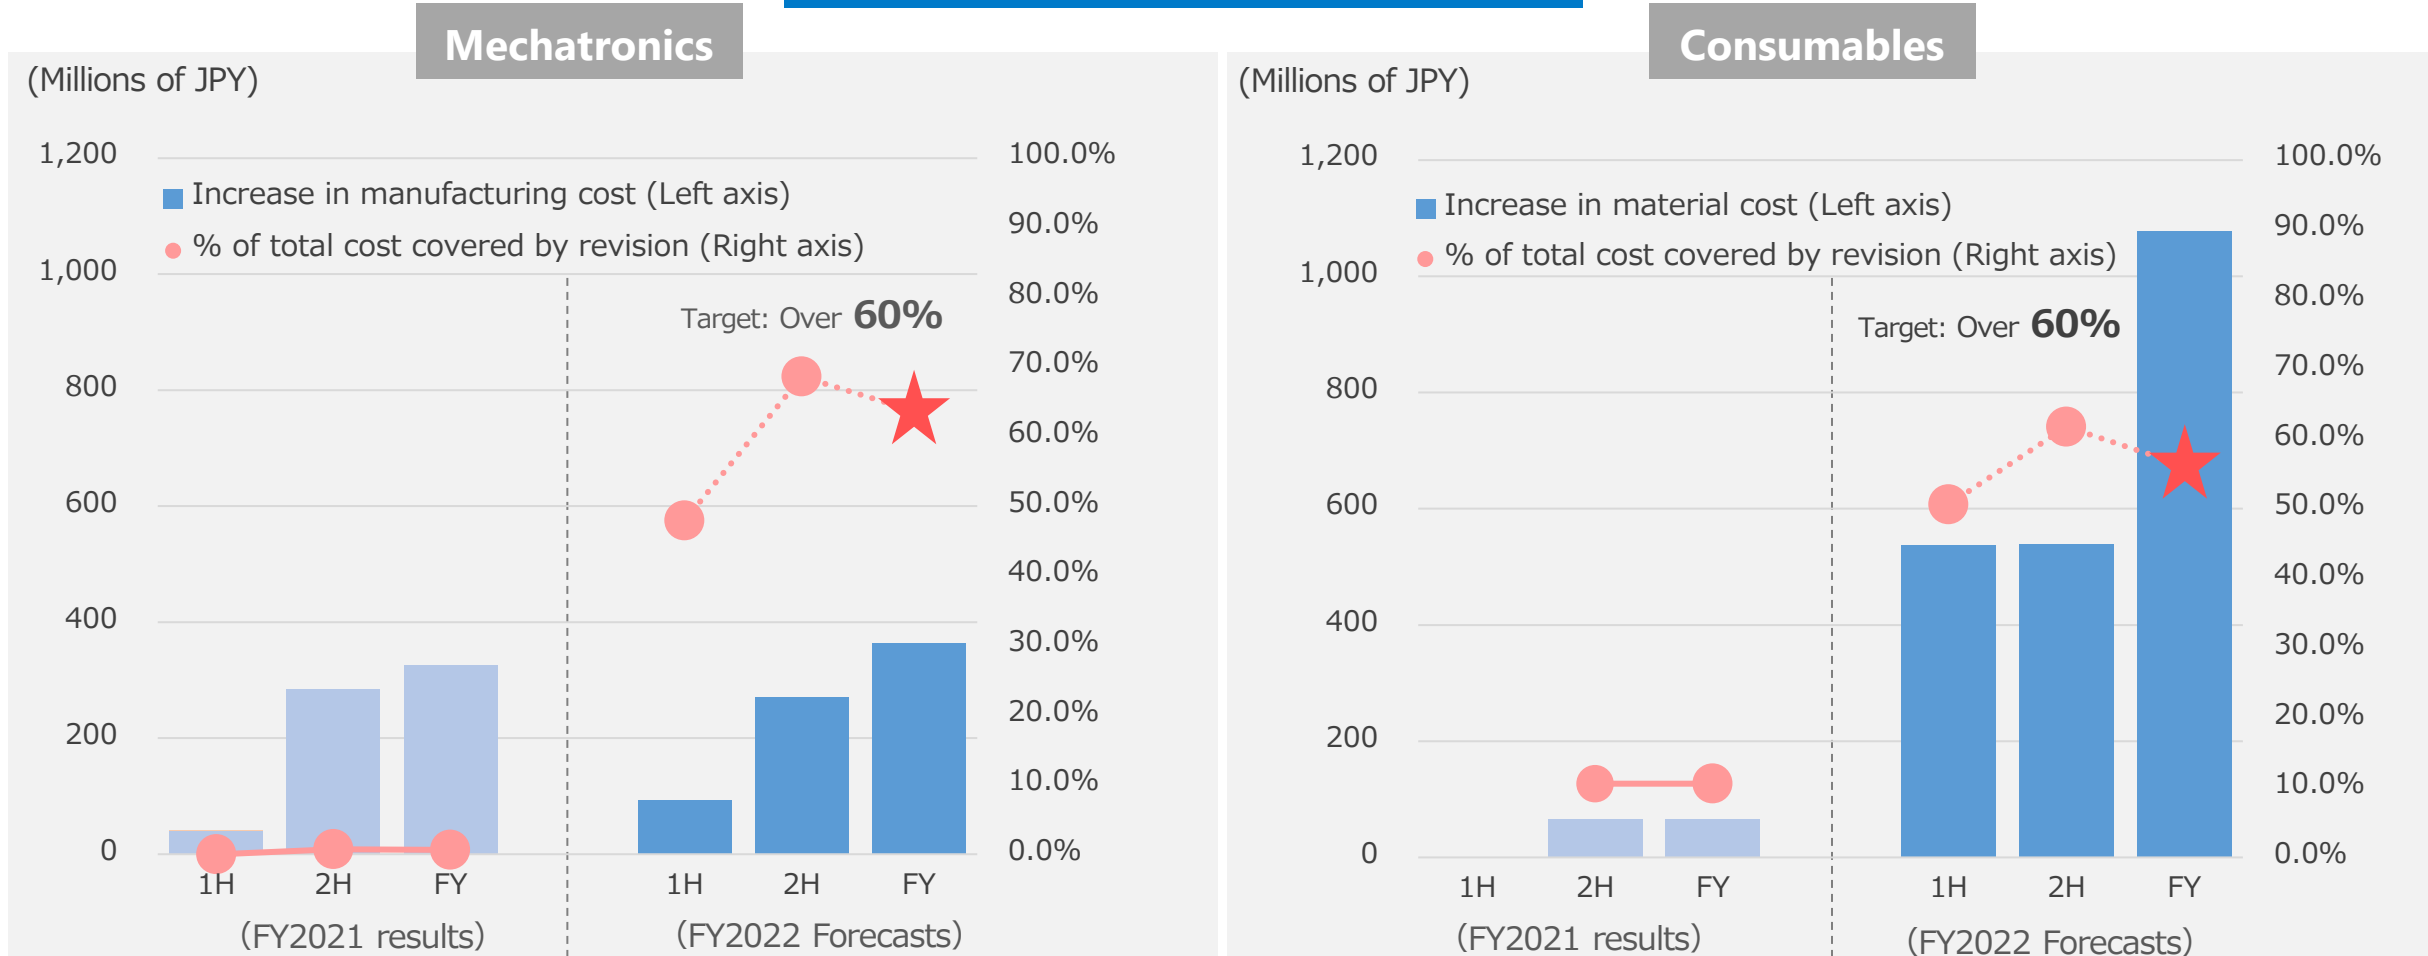 Mechatronics
(Millions of JPY)
1,200
1,000
800
600
400
200
0
Increase in manufacturing cost (Left axis)
% of total cost covered by revision (Right axis)
Target: Over 60%
100.0%
90.0%
80.0%
70.0%
60.0%
50.0%
40.0%
30.0%
20.0%
10.0%
0.0%
1H 2H FY 1H 2H FY
(FY2021 results) (FY2022 Forecasts)
Consumables
(Millions of JPY)
1,200
1,000
800
600
400
200
0
Increase in material cost (Left axis)
% of total cost covered by revision (Right axis)
Target: Over 60%
100.0%
90.0%
80.0%
70.0%
60.0%
50.0%
40.0%
30.0%
20.0%
10.0%
0.0%
1H 2H FY 1H 2H FY
(FY2021 results) (FY2022 Forecasts)